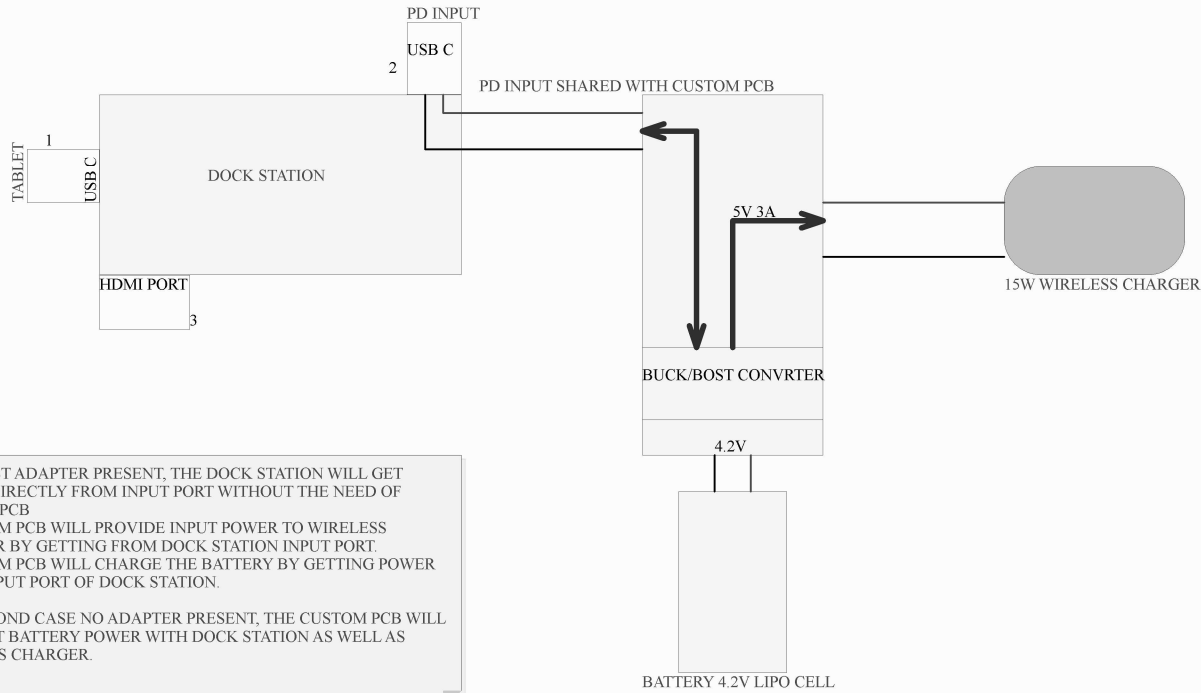 PD INPUT
USB C
2
PD INPUT SHARED WITH CUSTOM PCB
1
TABLET
USB C
DOCK STATION
5V 3A
HDMI PORT
3
15W WIRELESS CHARGER
BUCK/BOST CONVRTER
4.2V
T ADAPTER PRESENT, THE DOCK STATION WILL GET
IRECTLY FROM INPUT PORT WITHOUT THE NEED OF
PCB
M PCB WILL PROVIDE INPUT POWER TO WIRELESS
R BY GETTING FROM DOCK STATION INPUT PORT.
M PCB WILL CHARGE THE BATTERY BY GETTING POWER
PUT PORT OF DOCK STATION.
OND CASE NO ADAPTER PRESENT, THE CUSTOM PCB WILL
T BATTERY POWER WITH DOCK STATION AS WELL AS
S CHARGER.
BATTERY 4.2V LIPO CELL